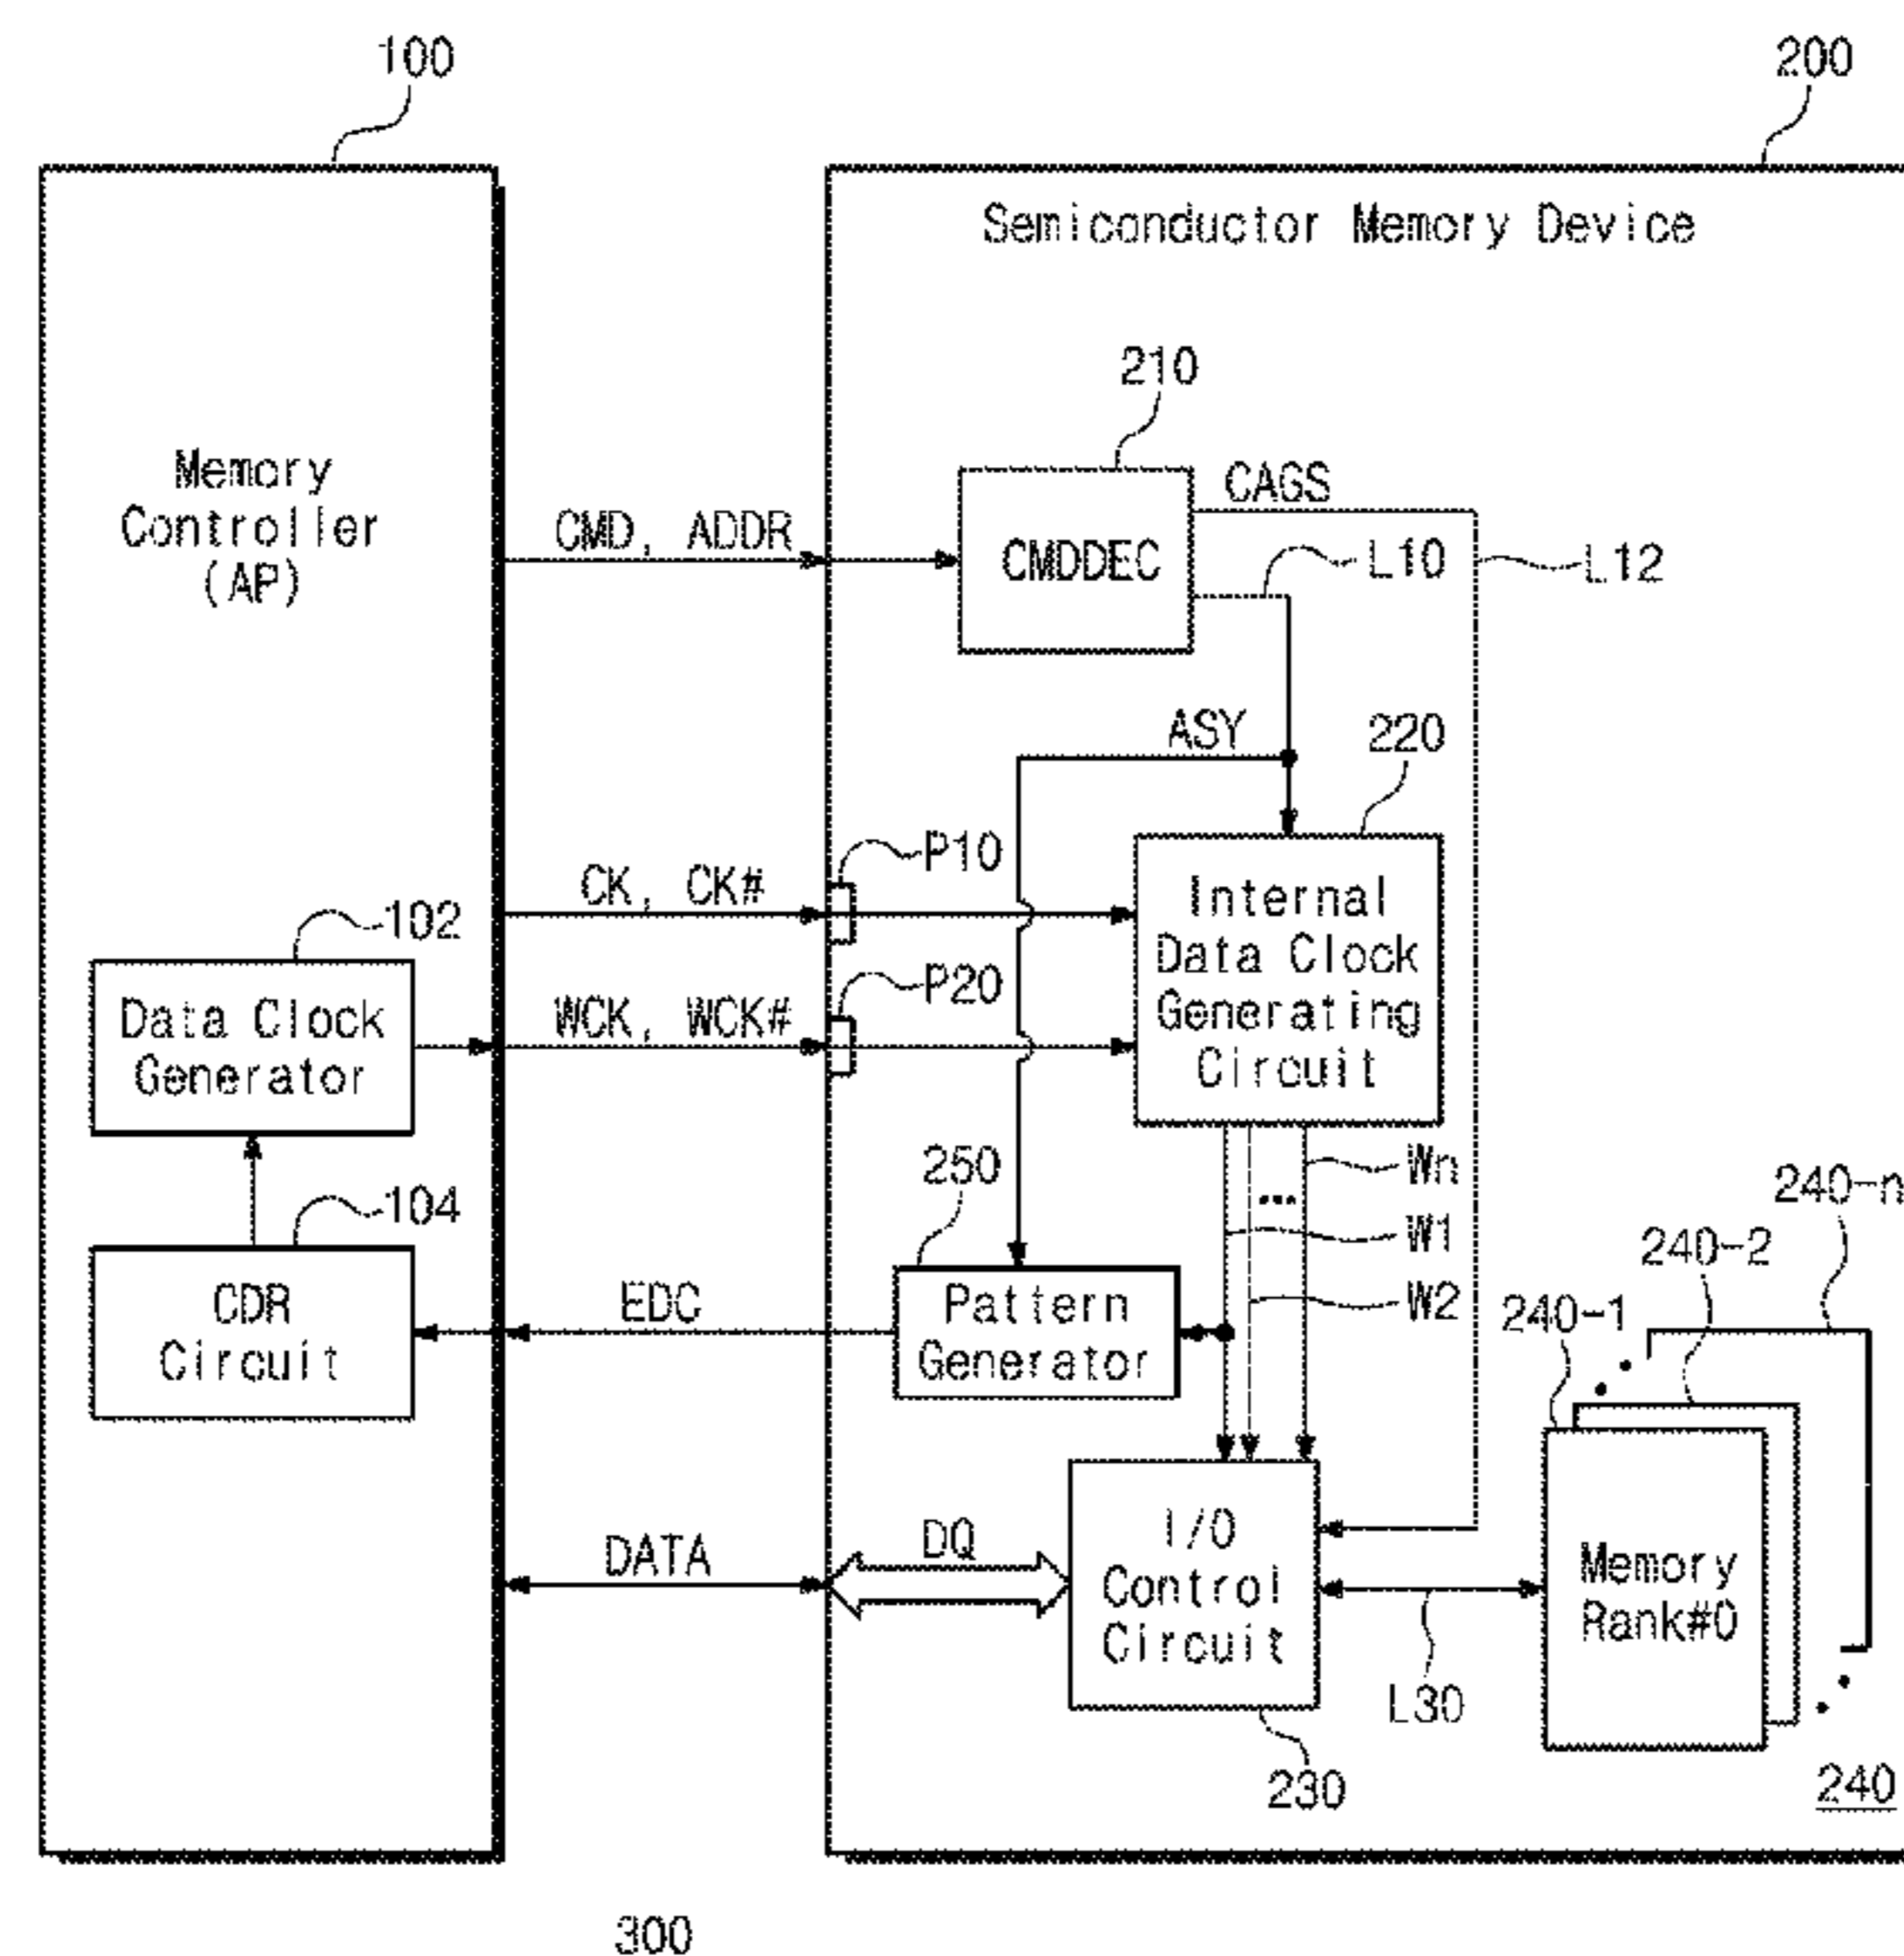 100
200
Semiconductor Memory Device
210
Memory
Controller
(AP)
CMD, ADDR
CMDDEC
CAGS
L10
L12
ASY
220
P10
CK, CK#
Internal
Data Clock
Generating
Circuit
102
Data Clock
Generator
WCK, WCK#
P20
250
Wn
...
W1
W2
104
CDR
Circuit
EDC
Pattern
Generator
240-n
240-2
240-1
DATA
DQ
I/O
Control
Circuit
Memory
Rank#0
L30
230
240
300